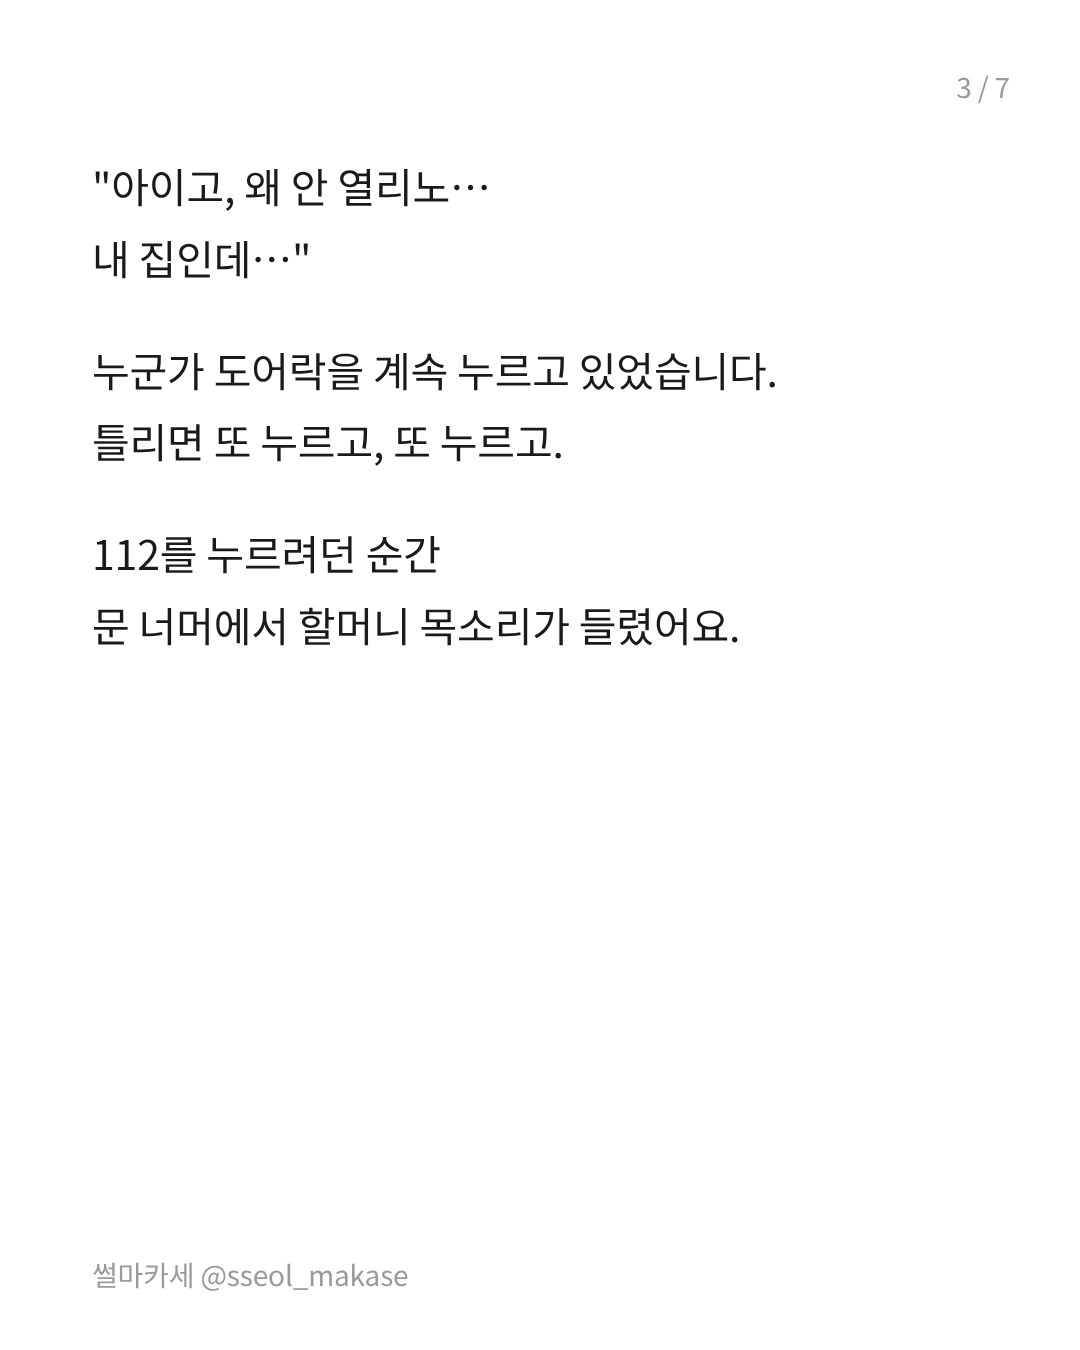 3 / 7
"아이고, 왜 안 열리노…
내 집인데…"
누군가 도어락을 계속 누르고 있었습니다.
틀리면 또 누르고, 또 누르고.
112를 누르려던 순간
문 너머에서 할머니 목소리가 들렸어요.
썰마카세 @sseol_makase